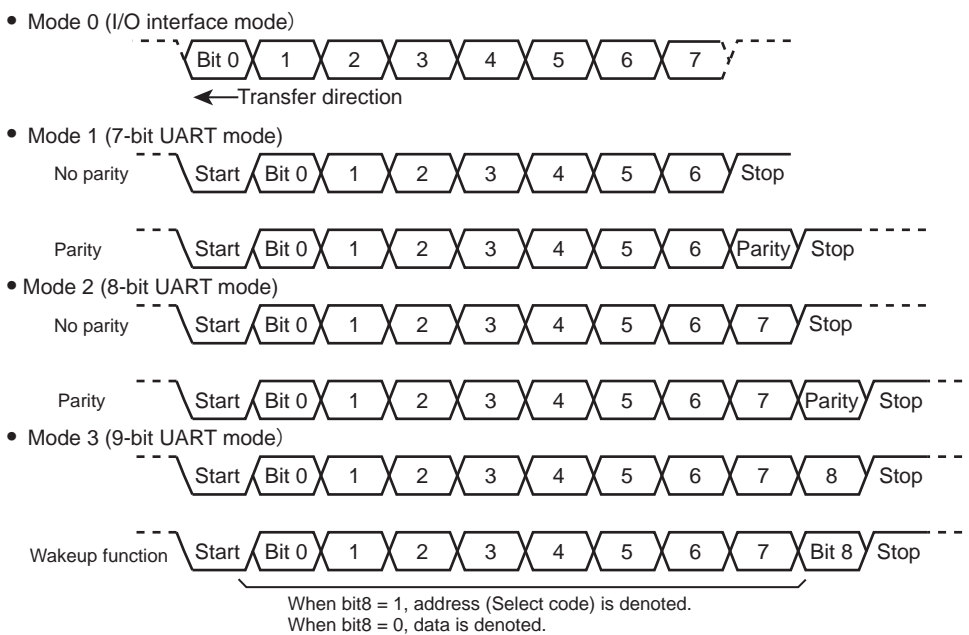 • Mode 0 (I/O interface mode）
Bit 0 1 2 3 4 5 6 7
Transfer direction
• Mode 1 (7-bit UART mode)
No parity Start Bit 0 1 2 3 4 5 6 Stop
Parity Start Bit 0 1 2 3 4 5 6 Parity Stop
• Mode 2 (8-bit UART mode)
No parity Start Bit 0 1 2 3 4 5 6 7 Stop
Parity Start Bit 0 1 2 3 4 5 6 7 Parity Stop
• Mode 3 (9-bit UART mode）
Start Bit 0 1 2 3 4 5 6 7 8 Stop
Wakeup function Start Bit 0 1 2 3 4 5 6 7 Bit 8 Stop
When bit8 = 1, address (Select code) is denoted.
When bit8 = 0, data is denoted.